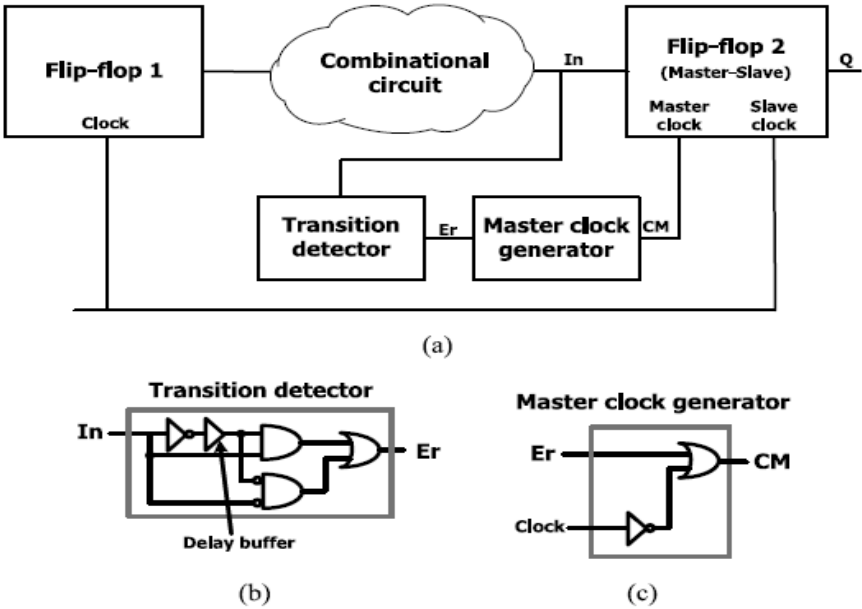 Flip-flop 1
Clock
Combinational
circuit
In
Flip-flop 2
(Master-Slave)
Master
clock
Slave
clock
Q
Transition
detector
Er
Master clock
generator
CM
(a)
Transition detector
In
Er
Delay buffer
(b)
Master clock generator
Er
CM
Clock
(c)